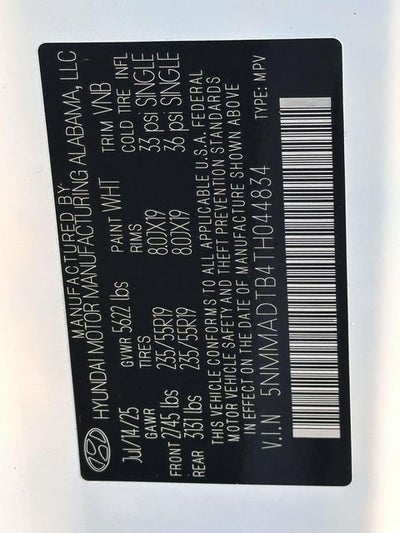 MANUFACTURED BY
HYUNDAI MOTOR MANUFACTURING ALABAMA, LLC
Jul/14/25 GVWR 5622 lbs PAINT WHT TRIM VNB
GAWR TIRES RIMS COLD TIRE INFL
FRONT 2745 lbs 235/55R19 8.0JX19 33 psi SINGLE
REAR 3131 lbs 235/55R19 8.0JX19 36 psi SINGLE
THIS VEHICLE CONFORMS TO ALL APPLICABLE U.S.A. FEDERAL
MOTOR VEHICLE SAFETY AND THEFT PREVENTION STANDARDS
IN EFFECT ON THE DATE OF MANUFACTURE SHOWN ABOVE
V.I.N 5NMMADTB4TH044834 TYPE: MPV